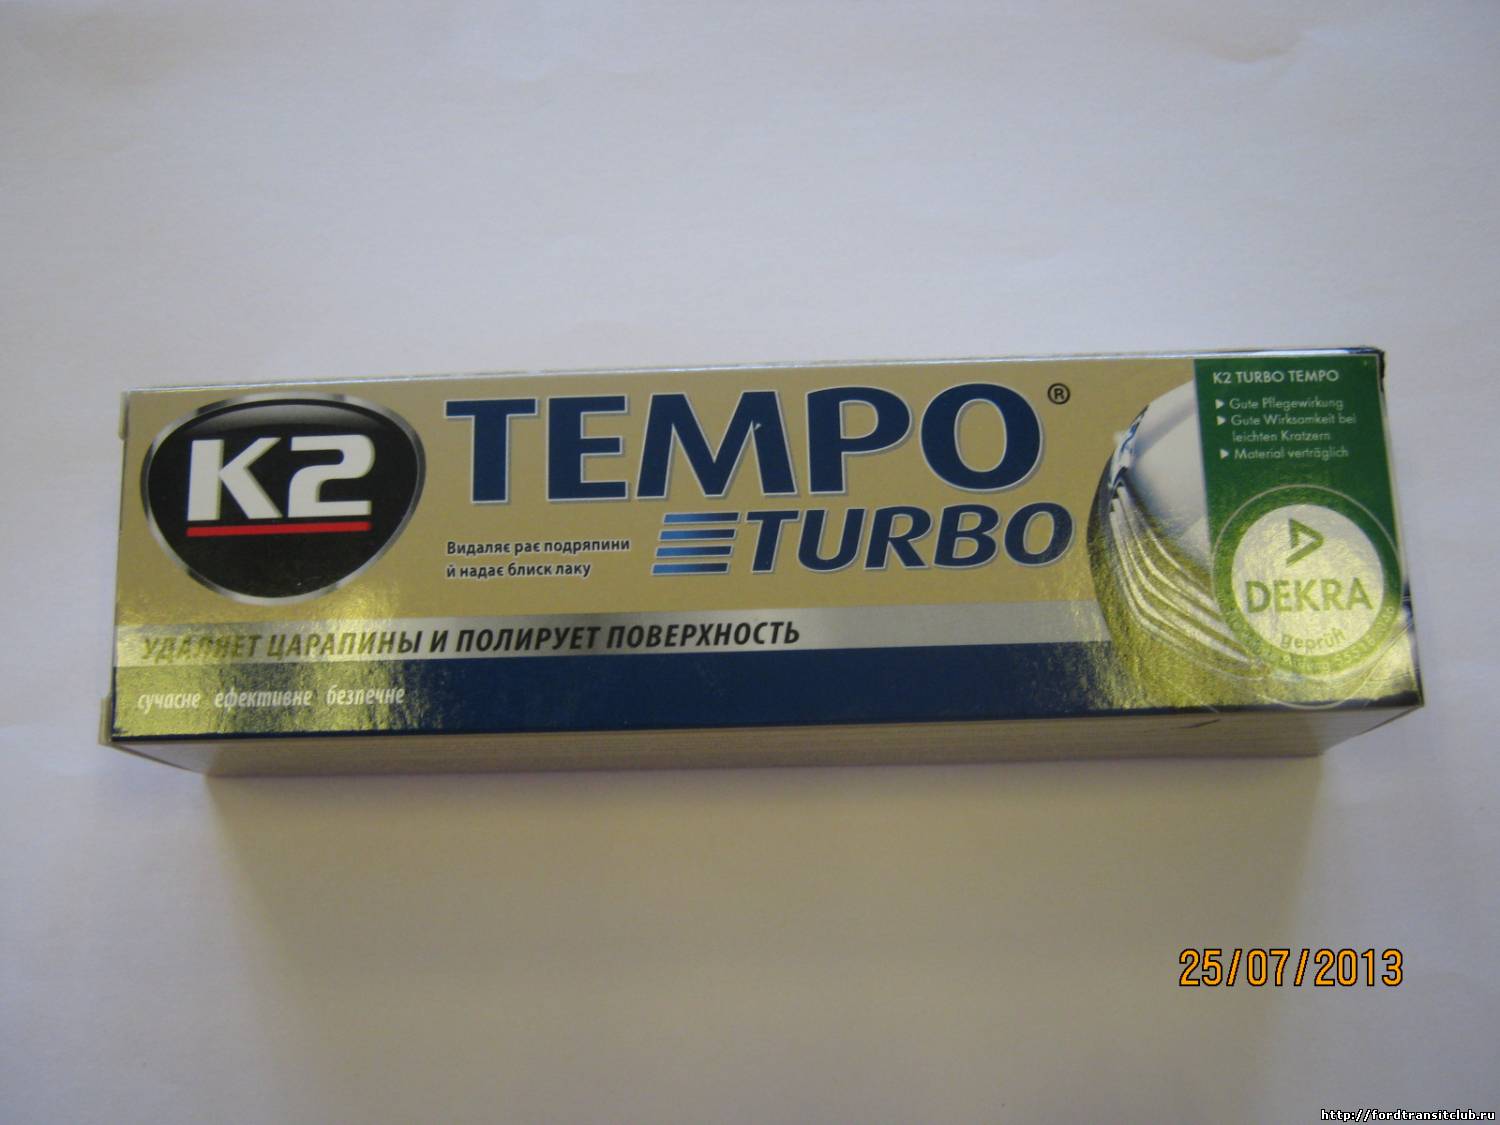 K2
TEMPO®
TURBO
Видаляє рає подряпини
й надає блиск лаку
УДАЛЯЕТ ЦАРАПИНЫ И ПОЛИРУЕТ ПОВЕРХНОСТЬ
сучасне ефективне безпечне
K2 TURBO TEMPO
Gute Pflegewirkung
Gute Wirksamkeit bei
leichten Kratzern
Material verträglich
DEKRA
geprüft
25/07/2013
http://fordtransitclub.ru